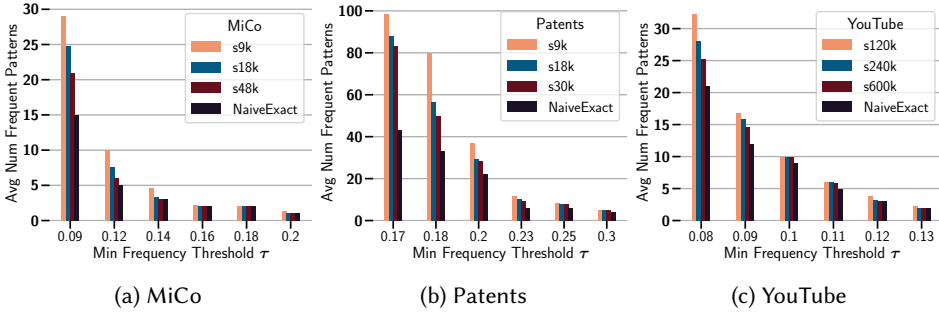 30
25
20
15
10
5
0
Avg Num Frequent Patterns
MiCo
s9k
s18k
s48k
NaiveExact
0.09 0.12 0.14 0.16 0.18 0.2
Min Frequency Threshold τ
(a) MiCo
100
80
60
40
20
0
Avg Num Frequent Patterns
Patents
s9k
s18k
s30k
NaiveExact
0.17 0.18 0.2 0.23 0.25 0.3
Min Frequency Threshold τ
(b) Patents
30
25
20
15
10
5
0
Avg Num Frequent Patterns
YouTube
s120k
s240k
s600k
NaiveExact
0.08 0.09 0.1 0.11 0.12 0.13
Min Frequency Threshold τ
(c) YouTube